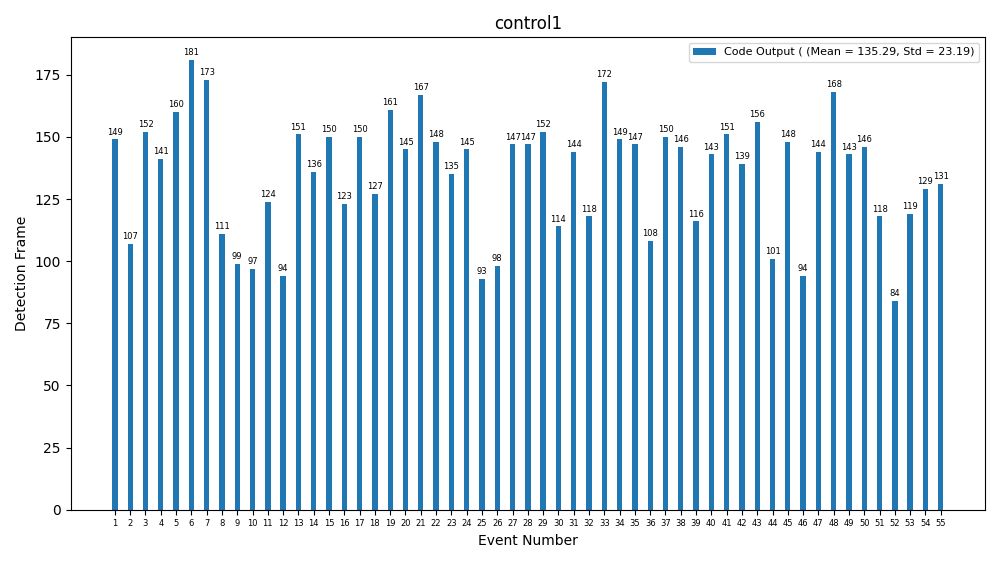 control1
Code Output ( (Mean = 135.29, Std = 23.19)
Detection Frame
175
150
125
100
75
50
25
0
149 107 152 141 160 181 173 111 99 97 124 94 151 136 150 123 150 127 161 145 167 148 135 145 93 98 147 147 152 114 144 118 172 149 147 108 150 146 116 143 151 139 156 101 148 94 144 168 143 146 118 84 119 129 131
1 2 3 4 5 6 7 8 9 10 11 12 13 14 15 16 17 18 19 20 21 22 23 24 25 26 27 28 29 30 31 32 33 34 35 36 37 38 39 40 41 42 43 44 45 46 47 48 49 50 51 52 53 54 55
Event Number